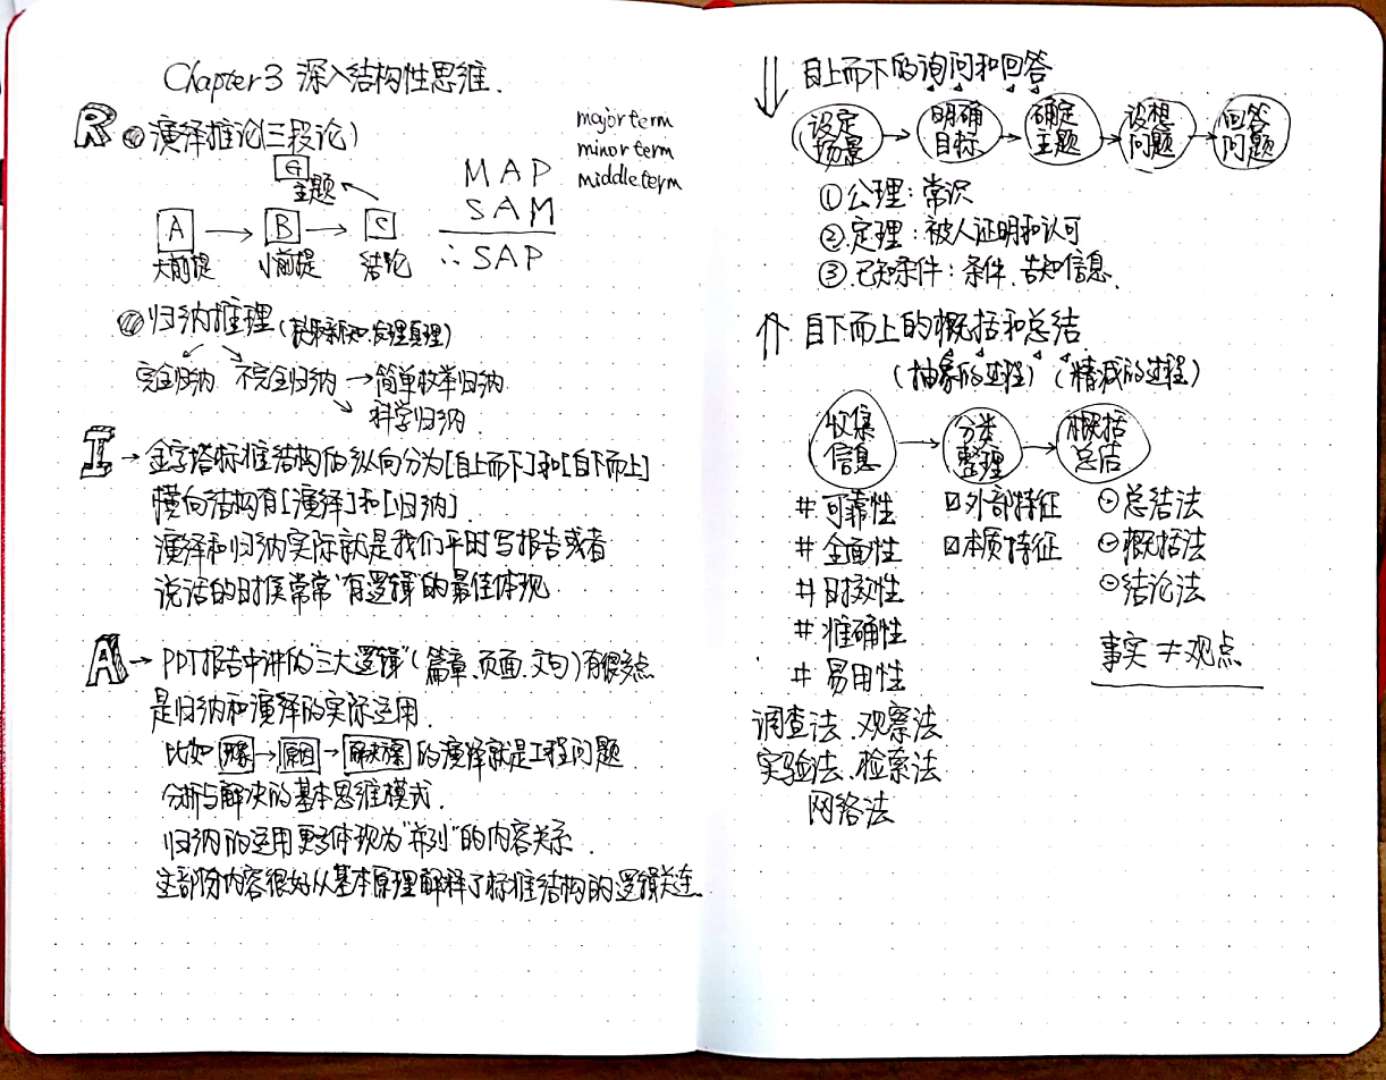 Chapter 3 深入结构性思维.
R
演译推论(三段论)
major term
minor term
middle term
G
主题
A → B → C
大前提 小前提 结论
MAP
SAM
∴SAP
归纳推理(获取新知.发理真理)
完全归纳 不完全归纳 → 简单枚举归纳
科学归纳.
I → 金字塔标准结构的纵向分为[自上而下]和[自下而上]
横向结构有[演译]和[归纳].
演译和归纳实际就是我们平时写报告或者
说话的时候常常"有逻辑"的最佳体现
A → PPT报告中讲的"三大逻辑"(篇章、页面、文句)有很多点
是归纳和演译的实际运用.
比如 现象 → 原因 → 解决方案 的演译就是工程问题
分析与解决的基本思维模式.
归纳的运用更多体现为"并列"的内容关系.
这部份内容很好从基本原理解释了标准结构的逻辑关连.
自上而下的询问和回答
设定场景 → 明确目标 → 确定主题 → 设想问题 → 回答问题
①公理：常识
②定理：被人证明和认可
③已知条件：条件、告知信息.
自下而上的概括和总结
(抽象的过程) (精减的过程)
收集信息 → 分类整理 → 概括总结
# 可靠性
# 全面性
# 时效性
# 准确性
# 易用性
外部特征
本质特征
总结法
概括法
结论法
事实 ≠ 观点
调查法、观察法
实验法、检索法
网络法